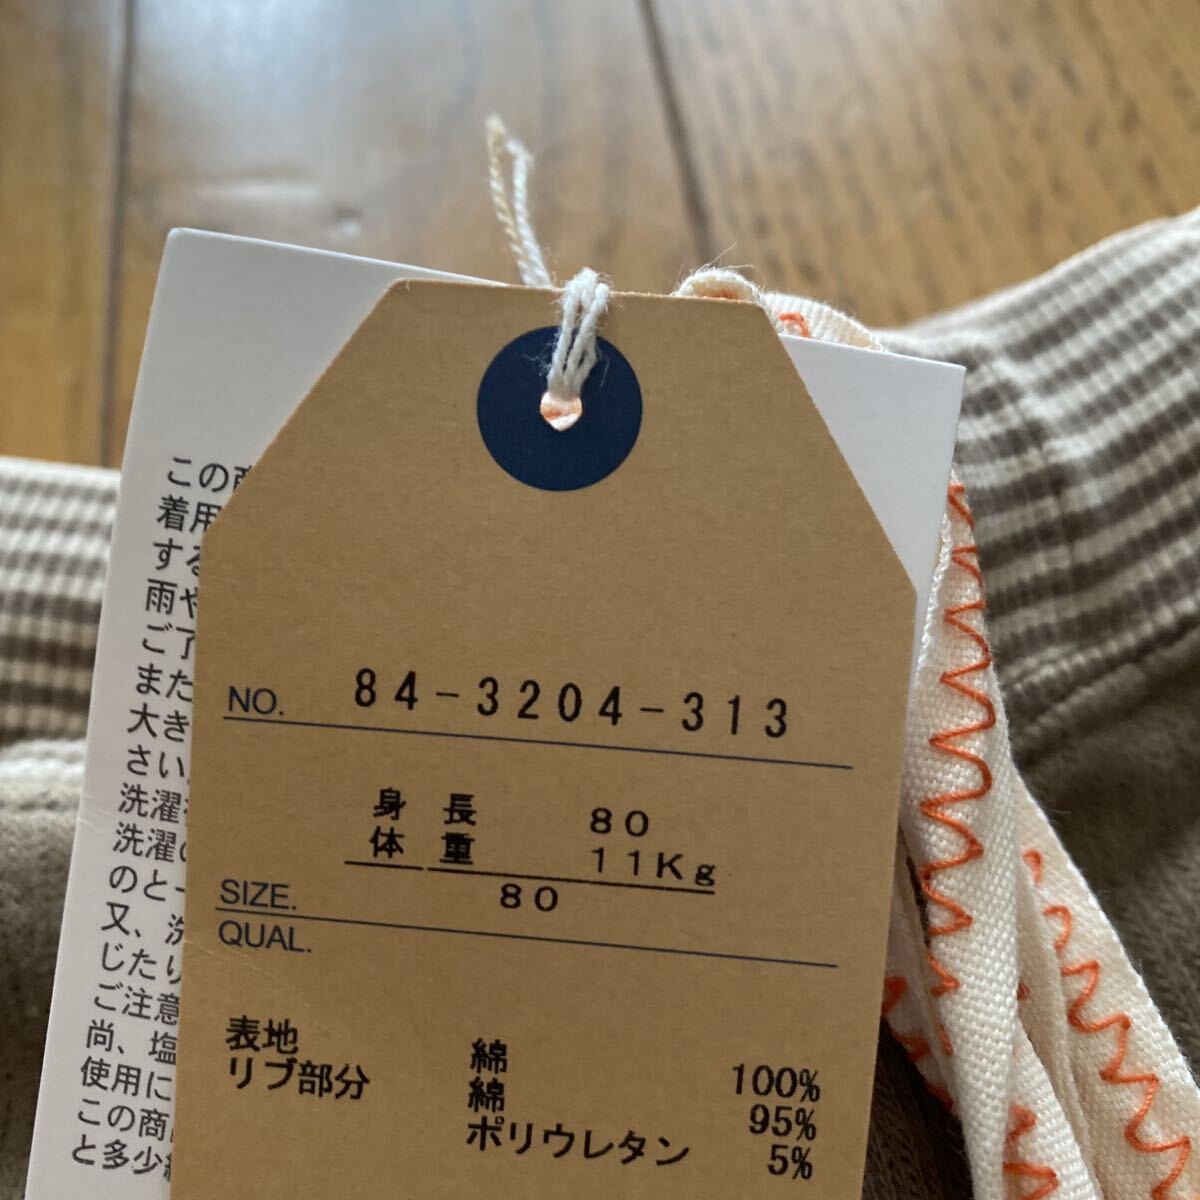 NO. 84-3204-313
身長 80
体重 11Kg
SIZE. 80
QUAL.
表地 綿 100%
リブ部分 綿 95%
ポリウレタン 5%
この
着用
する
雨や
ご了
また
大き
さい
洗濯
洗濯の
のと
又、洗
じたり
ご注意
尚、塩
使用に
この商
と多少